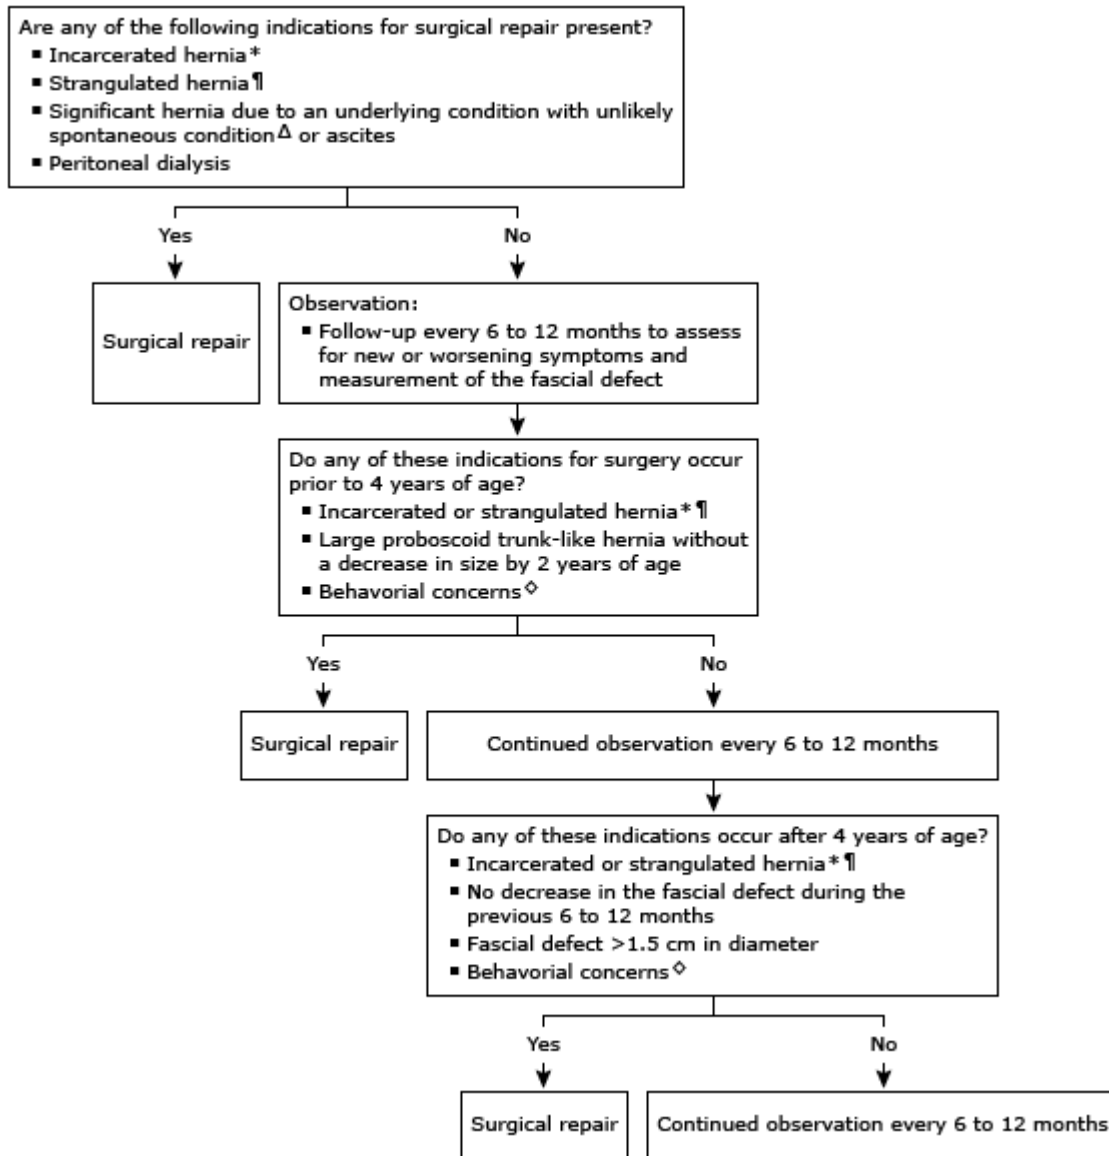 Are any of the following indications for surgical repair present?
▪ Incarcerated hernia*
▪ Strangulated hernia¶
▪ Significant hernia due to an underlying condition with unlikely
spontaneous condition Δ or ascites
▪ Peritoneal dialysis
Yes
No
Surgical repair
Observation:
▪ Follow-up every 6 to 12 months to assess
for new or worsening symptoms and
measurement of the fascial defect
Do any of these indications for surgery occur
prior to 4 years of age?
▪ Incarcerated or strangulated hernia*¶
▪ Large proboscoid trunk-like hernia without
a decrease in size by 2 years of age
▪ Behavorial concerns◇
Yes
No
Surgical repair
Continued observation every 6 to 12 months
Do any of these indications occur after 4 years of age?
▪ Incarcerated or strangulated hernia*¶
▪ No decrease in the fascial defect during the
previous 6 to 12 months
▪ Fascial defect >1.5 cm in diameter
▪ Behavorial concerns◇
Yes
No
Surgical repair
Continued observation every 6 to 12 months